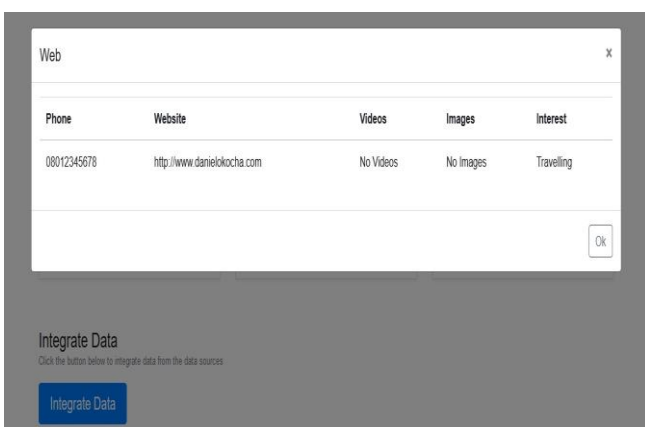 Web x
Phone Website Videos Images Interest
08012345678 http://www.danielokocha.com No Videos No Images Travelling
Ok
Integrate Data
Click the button below to integrate data from the data sources
Integrate Data